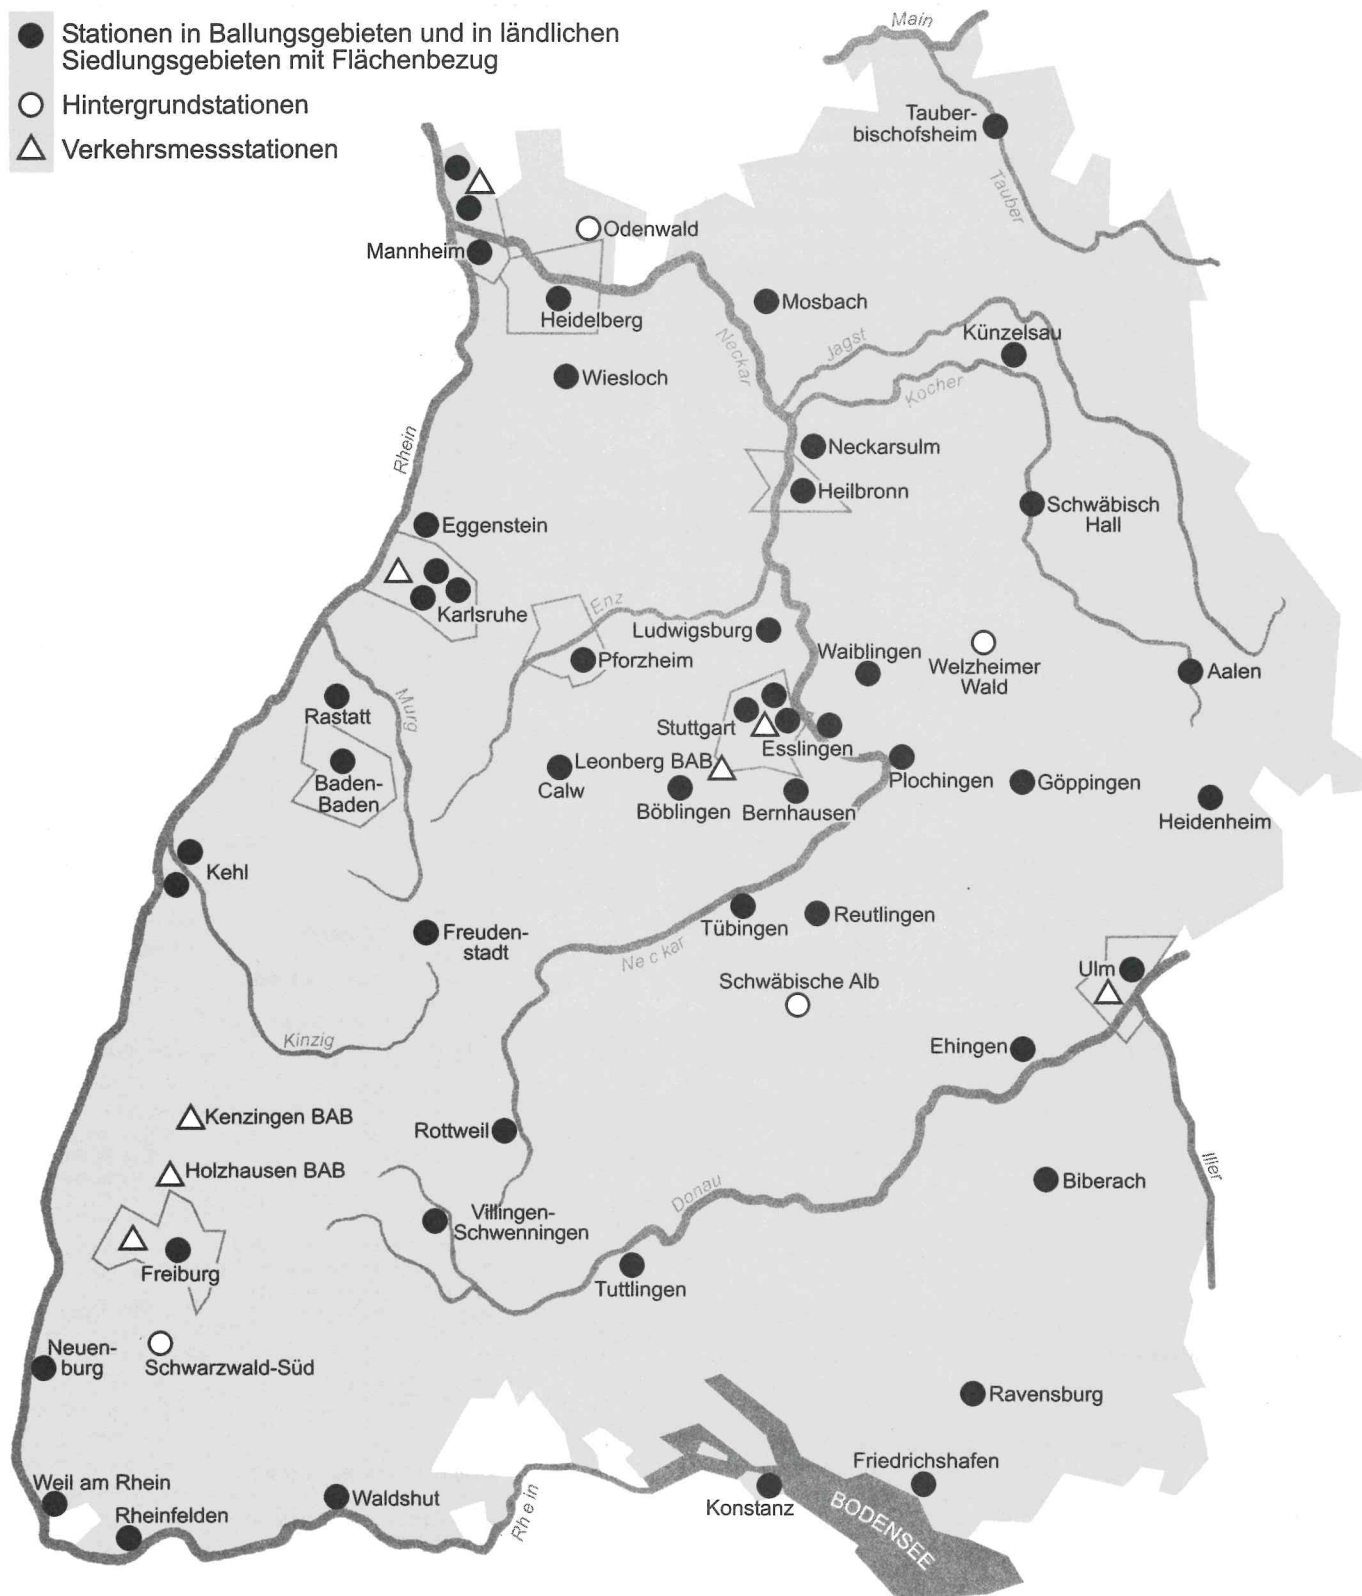 Stationen in Ballungsgebieten und in ländlichen
Siedlungsgebieten mit Flächenbezug
Hintergrundstationen
Verkehrsmessstationen
Main
Tauber-
bischofsheim
Tauber
Odenwald
Mannheim
Heidelberg
Mosbach
Neckar
Jagst
Künzelsau
Kocher
Wiesloch
Rhein
Neckarsulm
Heilbronn
Schwäbisch
Hall
Eggenstein
Karlsruhe
Enz
Ludwigsburg
Pforzheim
Waiblingen
Welzheimer
Wald
Aalen
Rastatt
Murg
Stuttgart
Esslingen
Baden-
Baden
Leonberg BAB
Calw
Böblingen
Bernhausen
Plochingen
Göppingen
Heidenheim
Kehl
Freuden-
stadt
Tübingen
Reutlingen
Neckar
Schwäbische Alb
Ulm
Kinzig
Ehingen
Kenzingen BAB
Rottweil
Holzhausen BAB
Donau
Biberach
Iller
Villingen-
Schwenningen
Freiburg
Tuttlingen
Neuen-
burg
Schwarzwald-Süd
Ravensburg
Friedrichshafen
Weil am Rhein
Rheinfelden
Waldshut
Rhein
Konstanz
BODENSEE